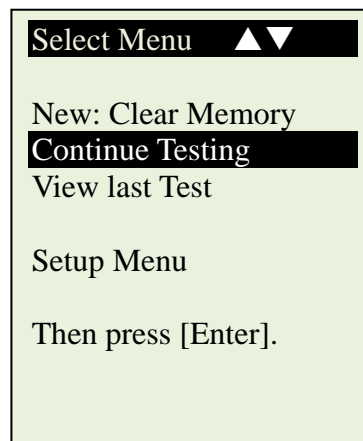 Select Menu ▲▼
New: Clear Memory
Continue Testing
View last Test
Setup Menu
Then press [Enter].